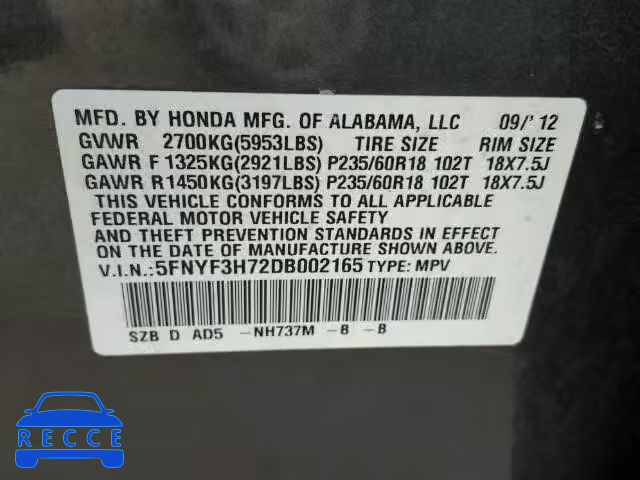 MFD. BY HONDA MFG. OF ALABAMA, LLC 09/'12
GVWR 2700KG(5953LBS) TIRE SIZE RIM SIZE
GAWR F 1325KG(2921LBS) P235/60R18 102T 18X7.5J
GAWR R 1450KG(3197LBS) P235/60R18 102T 18X7.5J
THIS VEHICLE CONFORMS TO ALL APPLICABLE
FEDERAL MOTOR VEHICLE SAFETY
AND THEFT PREVENTION STANDARDS IN EFFECT
ON THE DATE OF MANUFACTURE SHOWN ABOVE.
V.I.N.:5FNYF3H72DB002165 TYPE: MPV
SZB D AD5 -NH737M -B -B
RECCE